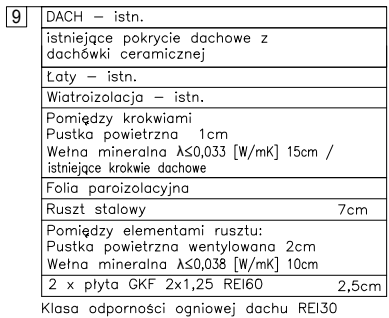 9 DACH – istn.
istniejące pokrycie dachowe z
dachówki ceramicznej
Łaty – istn.
Wiatroizolacja – istn.
Pomiędzy krokwiami
Pustka powietrzna 1cm
Wełna mineralna λ≤0,033 [W/mK] 15cm /
istniejące krokwie dachowe
Folia paroizolacyjna
Ruszt stalowy 7cm
Pomiędzy elementami rusztu:
Pustka powietrzna wentylowana 2cm
Wełna mineralna λ≤0,038 [W/mK] 10cm
2 x płyta GKF 2x1,25 REI60 2,5cm
Klasa odporności ogniowej dachu REI30